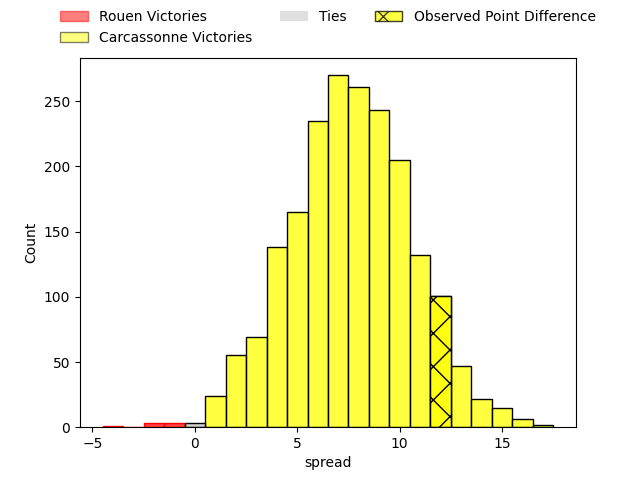 Rouen Victories
Carcassonne Victories
Ties
Observed Point Difference
250
200
150
100
50
0
Count
−5 0 5 10 15
spread